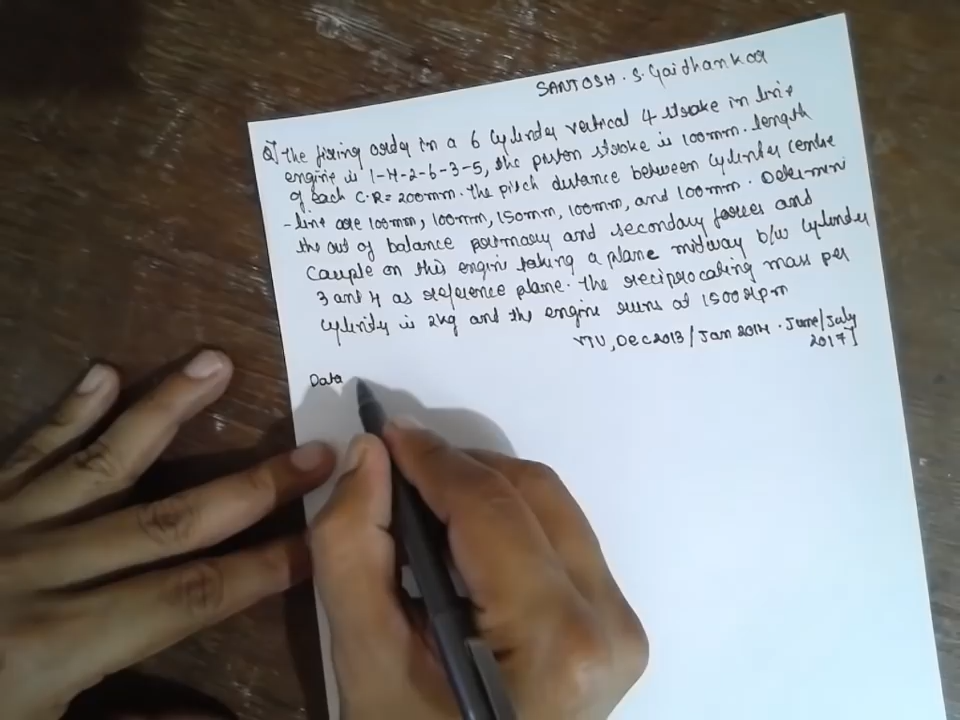 SANTOSH. S. Gaidhankar
Q] The firing order in a 6 cylinder vertical 4 stroke in line
engine is 1-4-2-6-3-5, the piston stroke is 100mm. length
of each C.R = 200mm. The pitch distance between cylinder centre
-line are 100mm, 100mm, 150mm, 100mm, and 100mm. Determine
the out of balance primary and secondary forces and
couple on this engine taking a plane midway b/w cylinder
3 and 4 as reference plane. The reciprocating mass per
cylinder is 2kg and the engine runs at 1500rpm
VTU, Dec2013/Jan 2014. June/July
2017]
Data